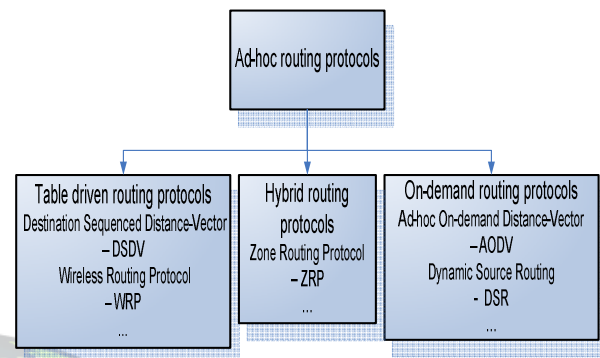 Ad-hoc routing protocols
Table driven routing protocols
Destination Sequenced Distance-Vector
– DSDV
Wireless Routing Protocol
– WRP
...
Hybrid routing
protocols
Zone Routing Protocol
– ZRP
...
On-demand routing protocols
Ad-hoc On-demand Distance-Vector
– AODV
Dynamic Source Routing
- DSR
...